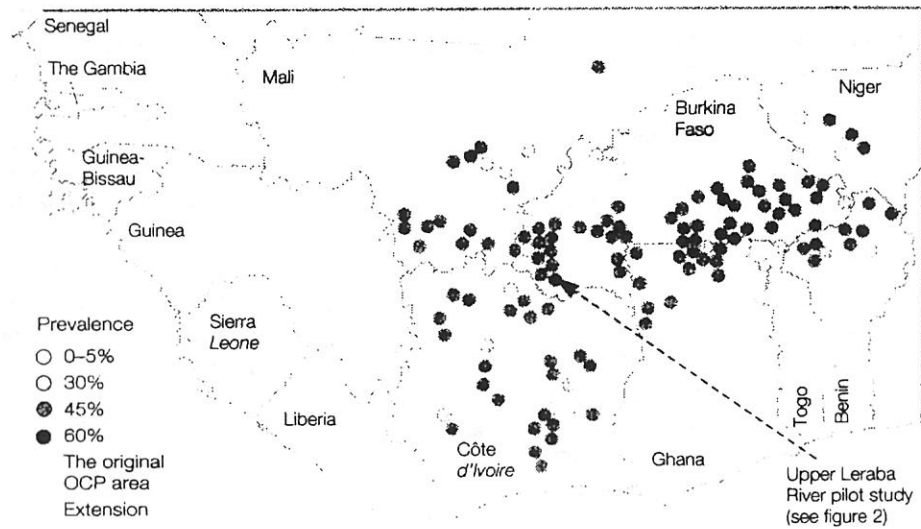 Senegal
The Gambia
Mali
Niger
Burkina
Faso
Guinea-
Bissau
Guinea
Prevalence
0–5%
30%
45%
60%
The original
OCP area
Extension
Sierra
Leone
Liberia
Côte
d'Ivoire
Ghana
Togo
Benin
Upper Leraba
River pilot study
(see figure 2)